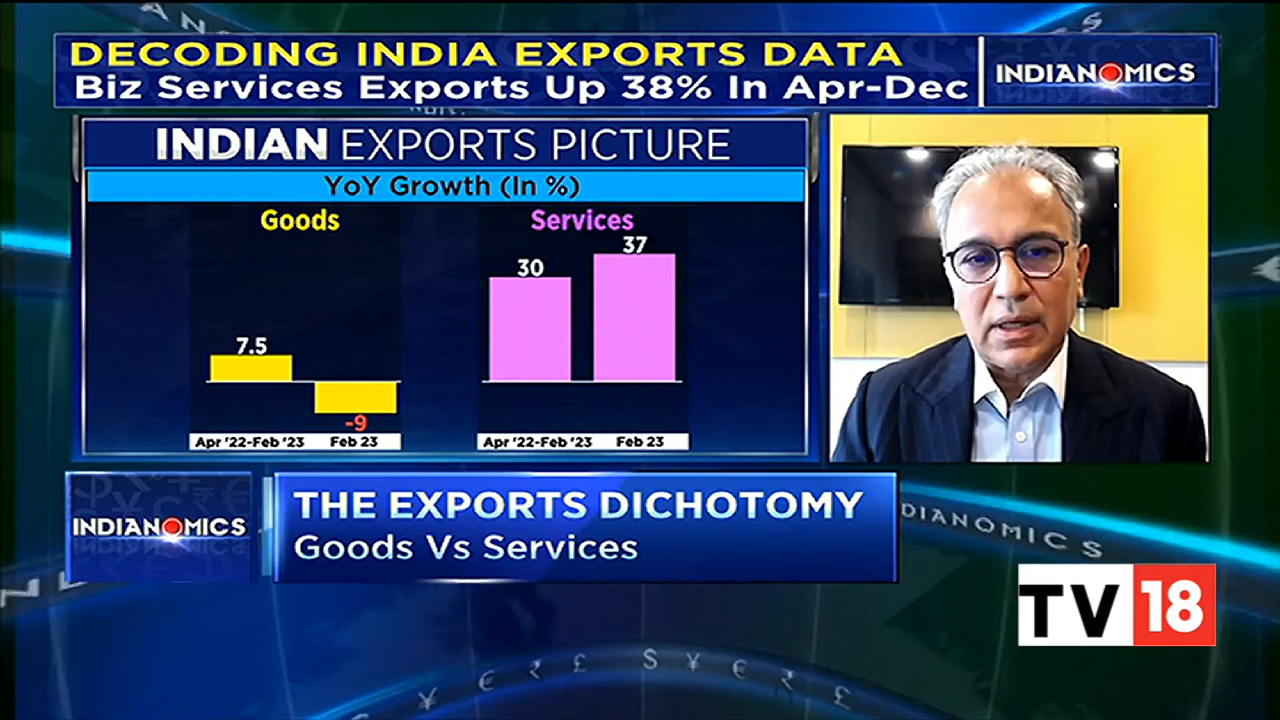 DECODING INDIA EXPORTS DATA
Biz Services Exports Up 38% In Apr-Dec
INDIANOMICS
INDIAN EXPORTS PICTURE
YoY Growth (In %)
Goods
Services
7.5
-9
30
37
Apr '22-Feb '23 Feb 23
Apr '22-Feb '23 Feb 23
INDIANOMICS
THE EXPORTS DICHOTOMY
Goods Vs Services
DIANOMICS
TV18